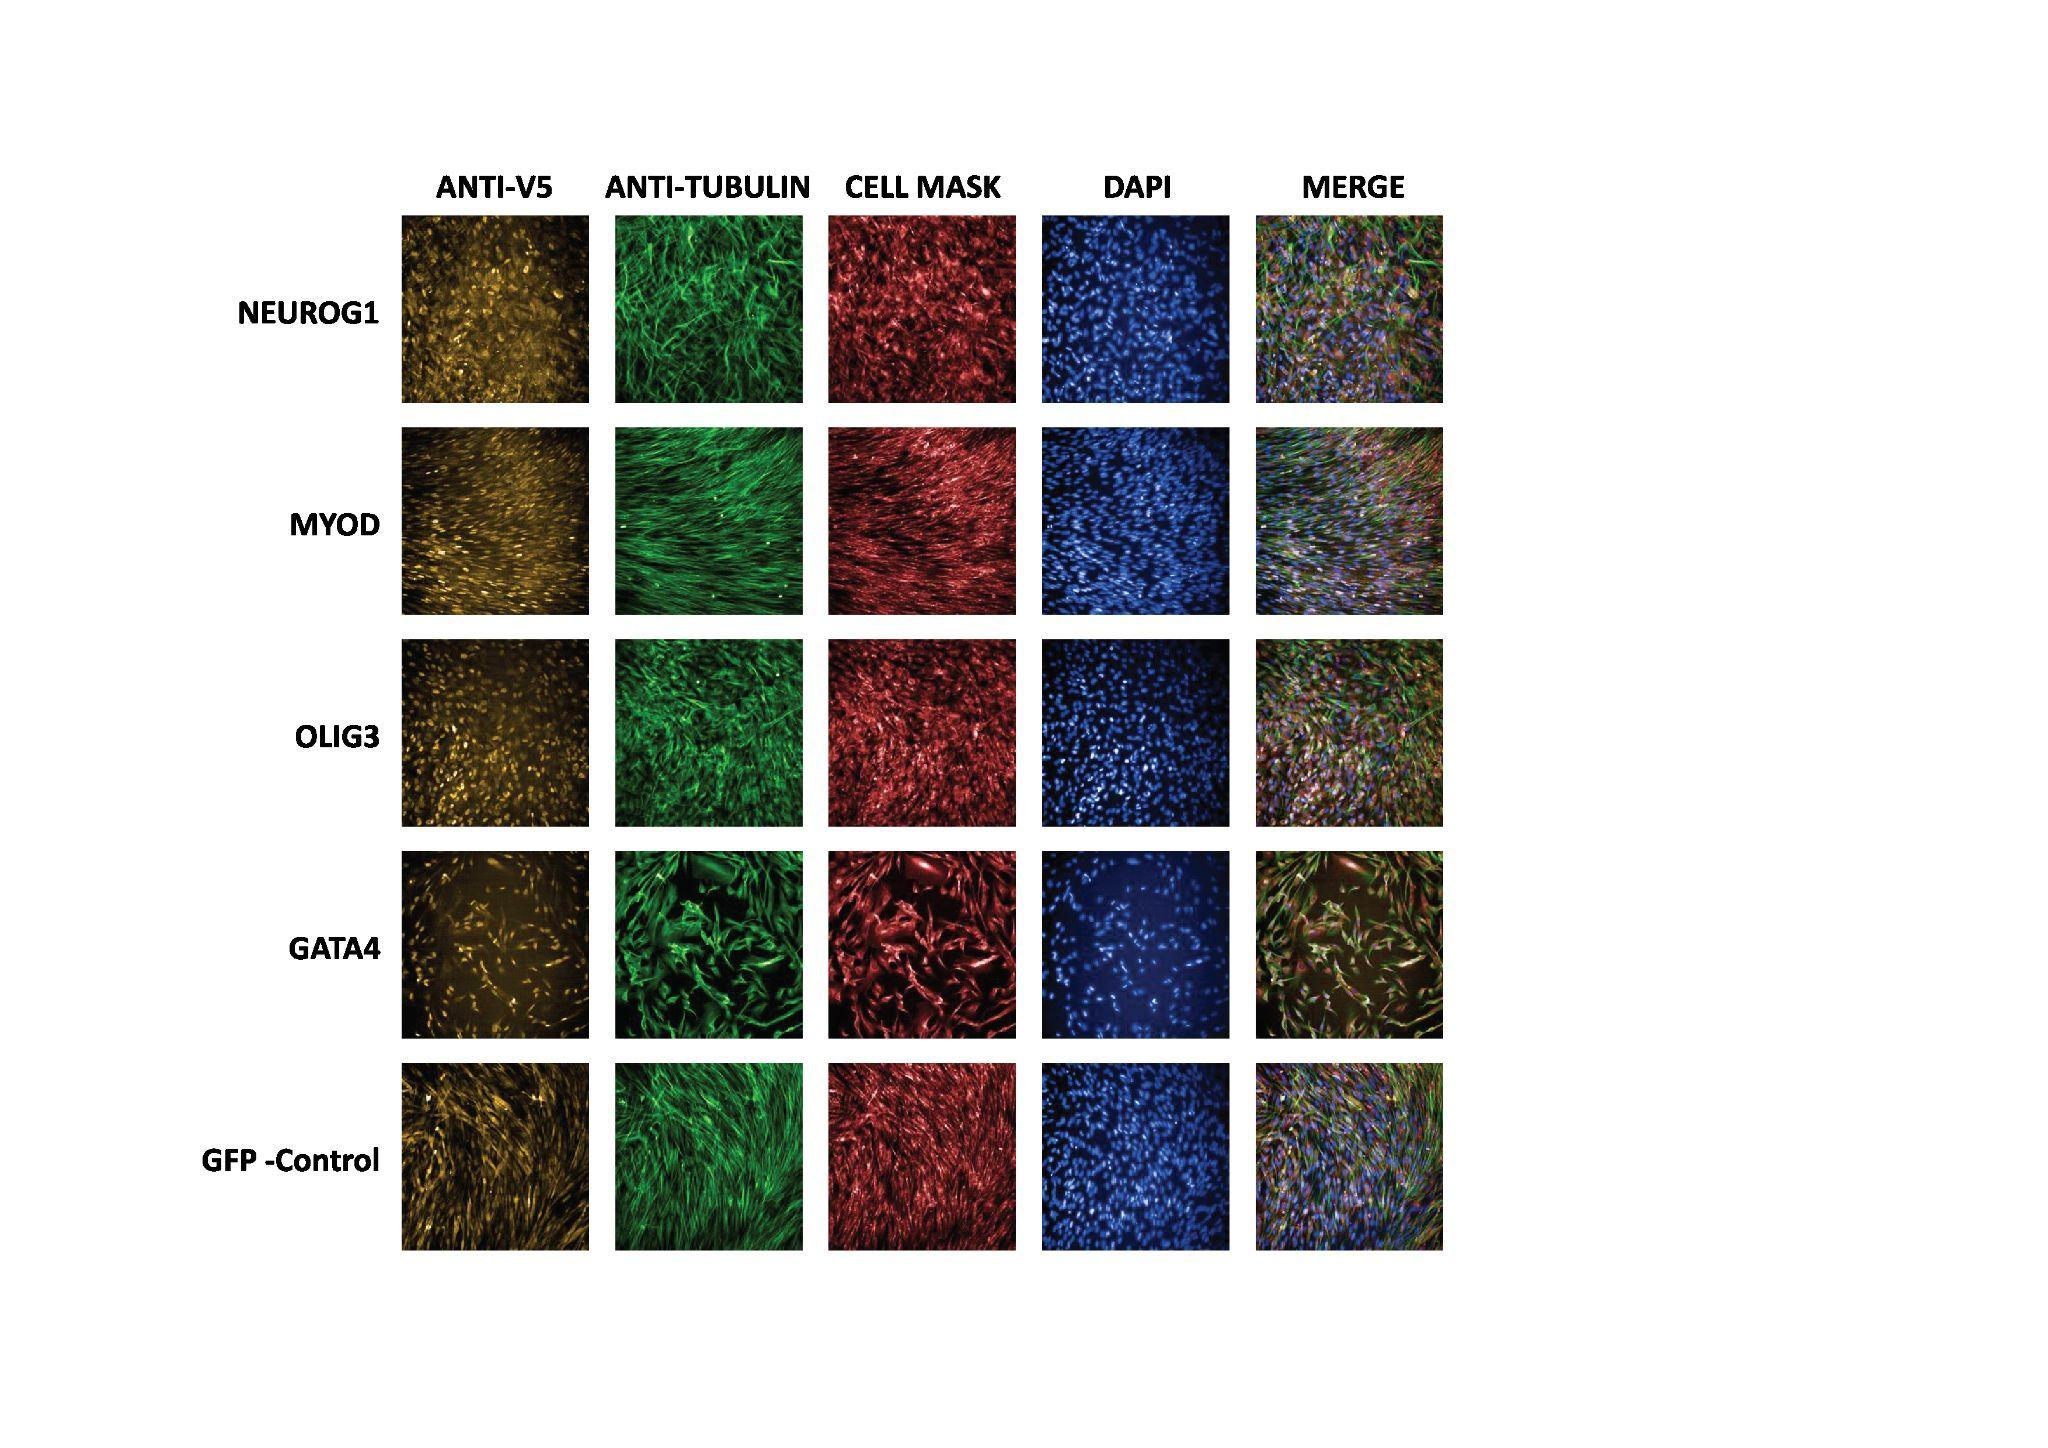 ANTI-V5 ANTI-TUBULIN CELL MASK DAPI MERGE
NEUROG1
MYOD
OLIG3
GATA4
GFP -Control